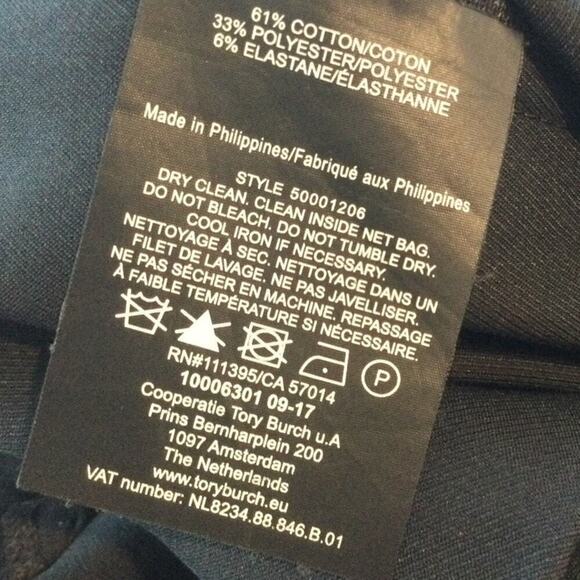 61% COTTON/COTON
33% POLYESTER/POLYESTER
6% ELASTANE/ÉLASTHANNE
Made in Philippines/Fabriqué aux Philippines
STYLE 50001206
DRY CLEAN. CLEAN INSIDE NET BAG.
DO NOT BLEACH. DO NOT TUMBLE DRY.
COOL IRON IF NECESSARY.
NETTOYAGE À SEC. NETTOYAGE DANS UN
FILET DE LAVAGE. NE PAS JAVELLISER.
NE PAS SÉCHER EN MACHINE. REPASSAGE
À FAIBLE TEMPÉRATURE SI NÉCESSAIRE.
P
RN#111395/CA 57014
10006301 09-17
Cooperatie Tory Burch u.A
Prins Bernharplein 200
1097 Amsterdam
The Netherlands
www.toryburch.eu
VAT number: NL8234.88.846.B.01